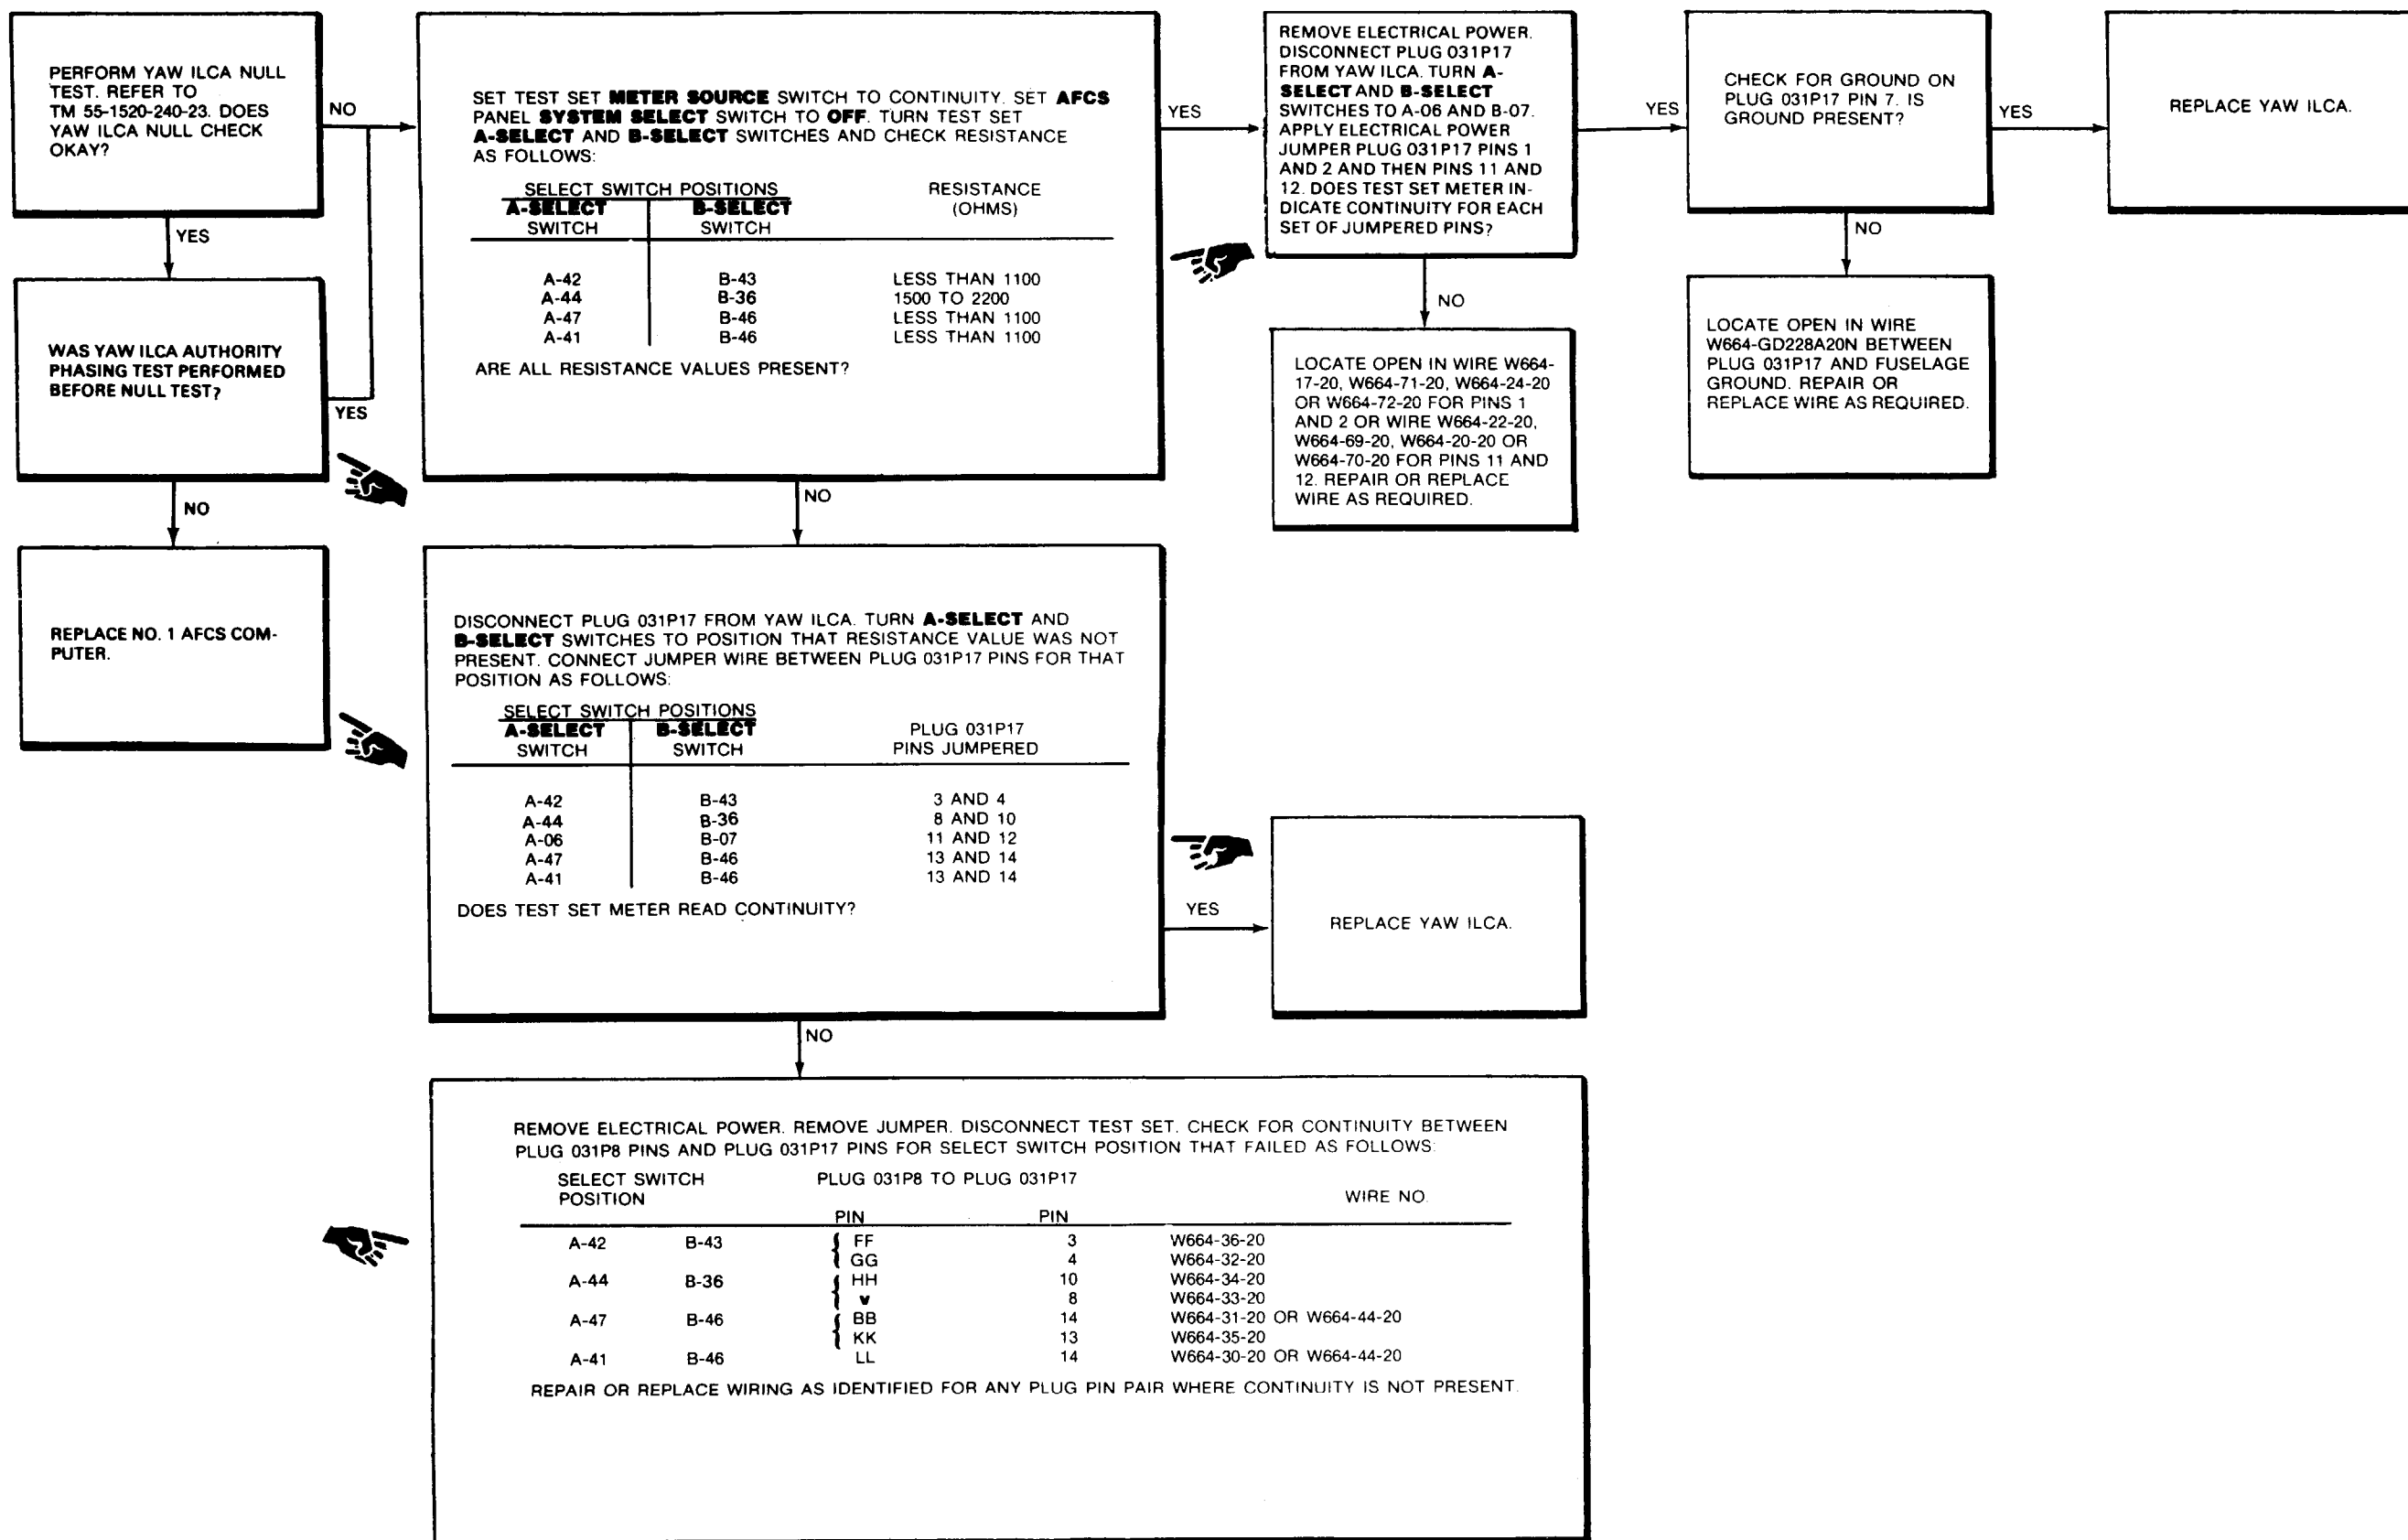 PERFORM YAW ILCA NULL
TEST. REFER TO
TM 55-1520-240-23. DOES
YAW ILCA NULL CHECK
OKAY?
NO
YES
WAS YAW ILCA AUTHORITY
PHASING TEST PERFORMED
BEFORE NULL TEST?
YES
NO
REPLACE NO. 1 AFCS COM-
PUTER.
SET TEST SET METER SOURCE SWITCH TO CONTINUITY. SET AFCS
PANEL SYSTEM SELECT SWITCH TO OFF. TURN TEST SET
A-SELECT AND B-SELECT SWITCHES AND CHECK RESISTANCE
AS FOLLOWS:
SELECT SWITCH POSITIONS RESISTANCE
A-SELECT B-SELECT (OHMS)
SWITCH SWITCH
A-42 B-43 LESS THAN 1100
A-44 B-36 1500 TO 2200
A-47 B-46 LESS THAN 1100
A-41 B-46 LESS THAN 1100
ARE ALL RESISTANCE VALUES PRESENT?
YES
NO
REMOVE ELECTRICAL POWER.
DISCONNECT PLUG 031P17
FROM YAW ILCA. TURN A-
SELECT AND B-SELECT
SWITCHES TO A-06 AND B-07.
APPLY ELECTRICAL POWER
JUMPER PLUG 031P17 PINS 1
AND 2 AND THEN PINS 11 AND
12. DOES TEST SET METER IN-
DICATE CONTINUITY FOR EACH
SET OF JUMPERED PINS?
YES
NO
LOCATE OPEN IN WIRE W664-
17-20, W664-71-20, W664-24-20
OR W664-72-20 FOR PINS 1
AND 2 OR WIRE W664-22-20,
W664-69-20, W664-20-20 OR
W664-70-20 FOR PINS 11 AND
12. REPAIR OR REPLACE
WIRE AS REQUIRED.
CHECK FOR GROUND ON
PLUG 031P17 PIN 7. IS
GROUND PRESENT?
YES
NO
REPLACE YAW ILCA.
LOCATE OPEN IN WIRE
W664-GD228A20N BETWEEN
PLUG 031P17 AND FUSELAGE
GROUND. REPAIR OR
REPLACE WIRE AS REQUIRED.
DISCONNECT PLUG 031P17 FROM YAW ILCA. TURN A-SELECT AND
B-SELECT SWITCHES TO POSITION THAT RESISTANCE VALUE WAS NOT
PRESENT. CONNECT JUMPER WIRE BETWEEN PLUG 031P17 PINS FOR THAT
POSITION AS FOLLOWS:
SELECT SWITCH POSITIONS
A-SELECT B-SELECT PLUG 031P17
SWITCH SWITCH PINS JUMPERED
A-42 B-43 3 AND 4
A-44 B-36 8 AND 10
A-06 B-07 11 AND 12
A-47 B-46 13 AND 14
A-41 B-46 13 AND 14
DOES TEST SET METER READ CONTINUITY?
YES
REPLACE YAW ILCA.
NO
REMOVE ELECTRICAL POWER. REMOVE JUMPER. DISCONNECT TEST SET. CHECK FOR CONTINUITY BETWEEN
PLUG 031P8 PINS AND PLUG 031P17 PINS FOR SELECT SWITCH POSITION THAT FAILED AS FOLLOWS:
SELECT SWITCH PLUG 031P8 TO PLUG 031P17
POSITION WIRE NO.
PIN PIN
A-42 B-43 { FF 3 W664-36-20
GG 4 W664-32-20
A-44 B-36 { HH 10 W664-34-20
v 8 W664-33-20
A-47 B-46 { BB 14 W664-31-20 OR W664-44-20
KK 13 W664-35-20
A-41 B-46 LL 14 W664-30-20 OR W664-44-20
REPAIR OR REPLACE WIRING AS IDENTIFIED FOR ANY PLUG PIN PAIR WHERE CONTINUITY IS NOT PRESENT.